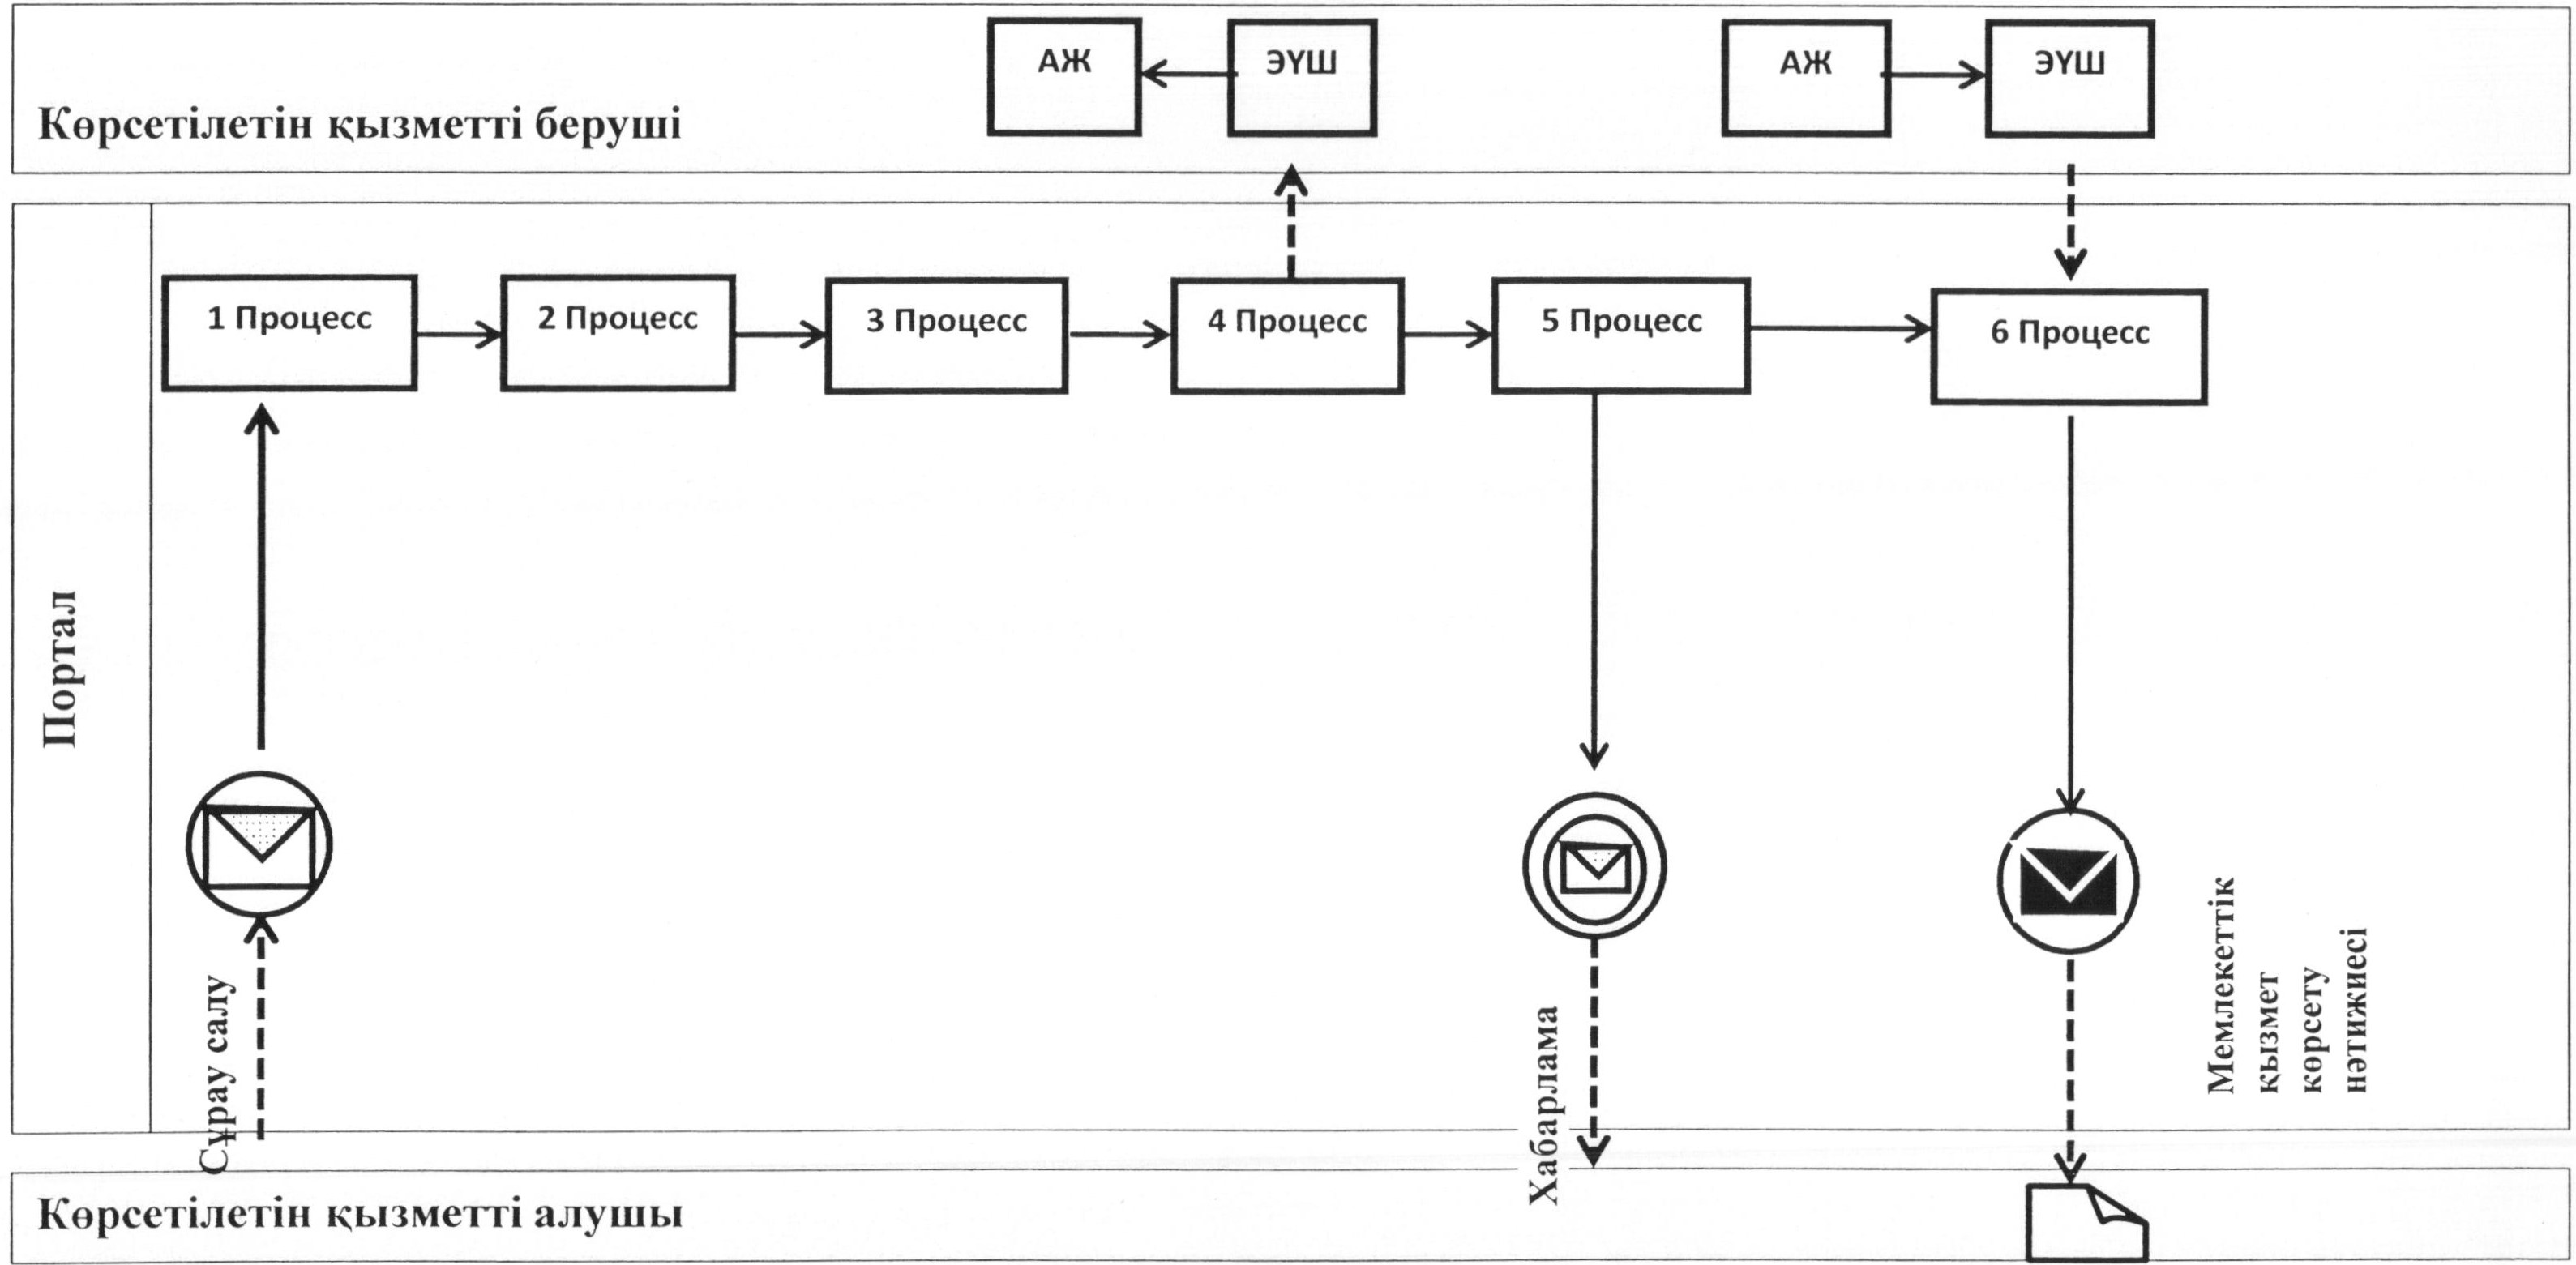 АЖ
ЭҮШ
АЖ
ЭҮШ
Көрсетілетін қызметті беруші
1 Процесс
2 Процесс
3 Процесс
4 Процесс
5 Процесс
6 Процесс
Портал
Сұрау салу
Хабарлама
Мемлекеттік
қызмет
көрсету
нәтижиесі
Көрсетілетін қызметті алушы